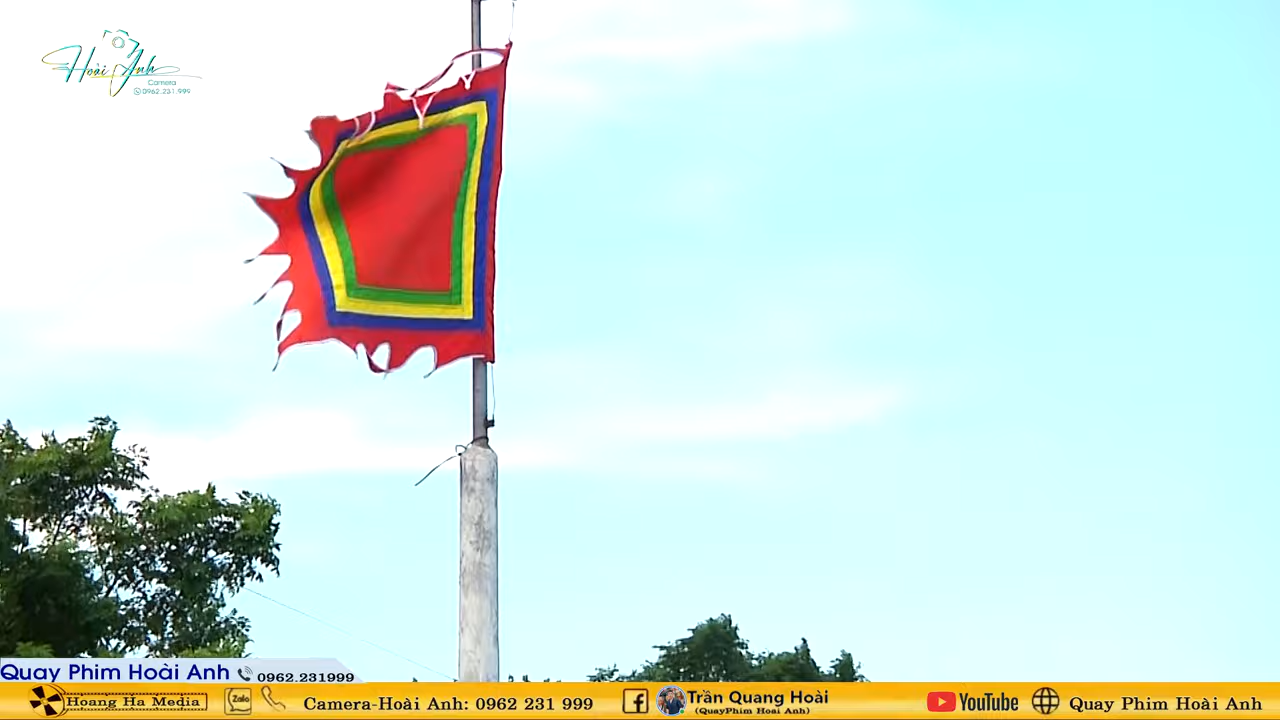 Hoài Anh
Camera
0962.231.999
Quay Phim Hoài Anh 0962.231999
Hoang Ha Media
Zalo
Camera-Hoài Anh: 0962 231 999
Trần Quang Hoài
(QuayPhim Hoai Anh)
YouTube
Quay Phim Hoài Anh